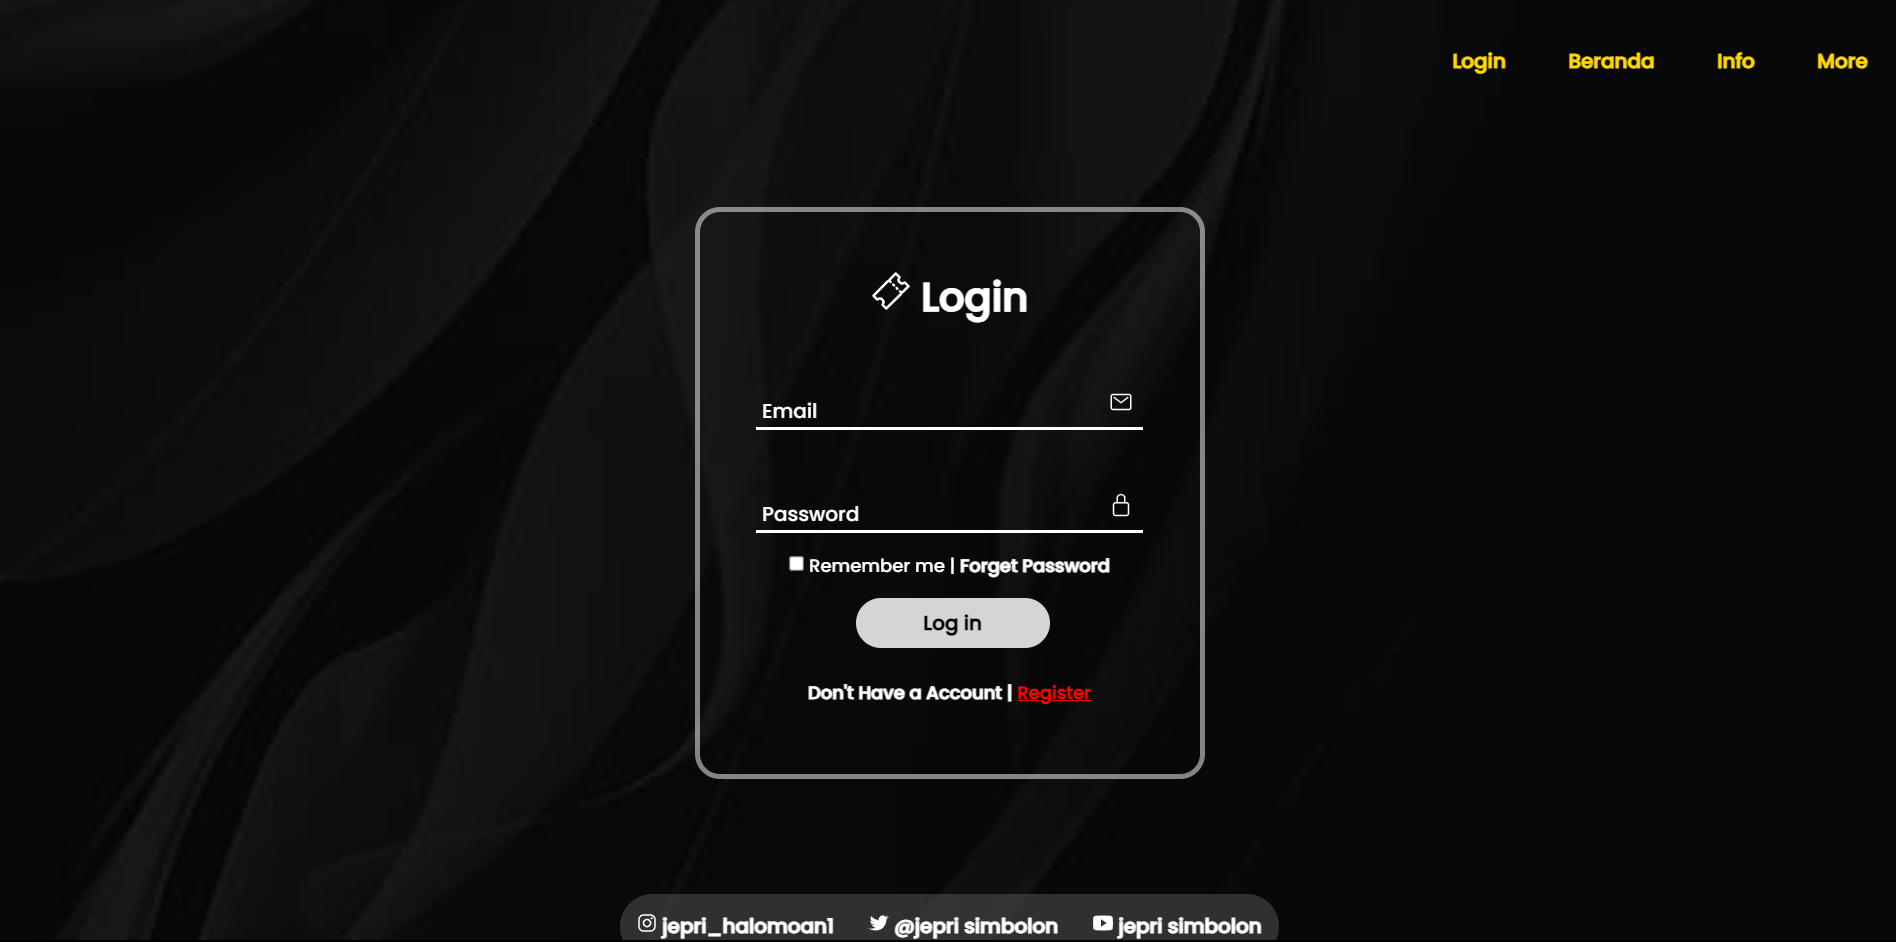 Login Beranda Info More
Login
Email
Password
Remember me | Forget Password
Log in
Don't Have a Account | Register
jepri_halomoan1 @jepri simbolon jepri simbolon